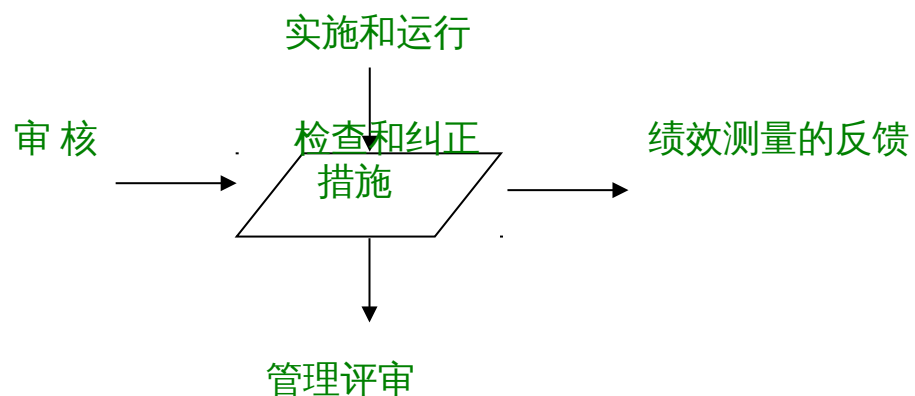 实施和运行
审 核
检查和纠正
措施
绩效测量的反馈
管理评审